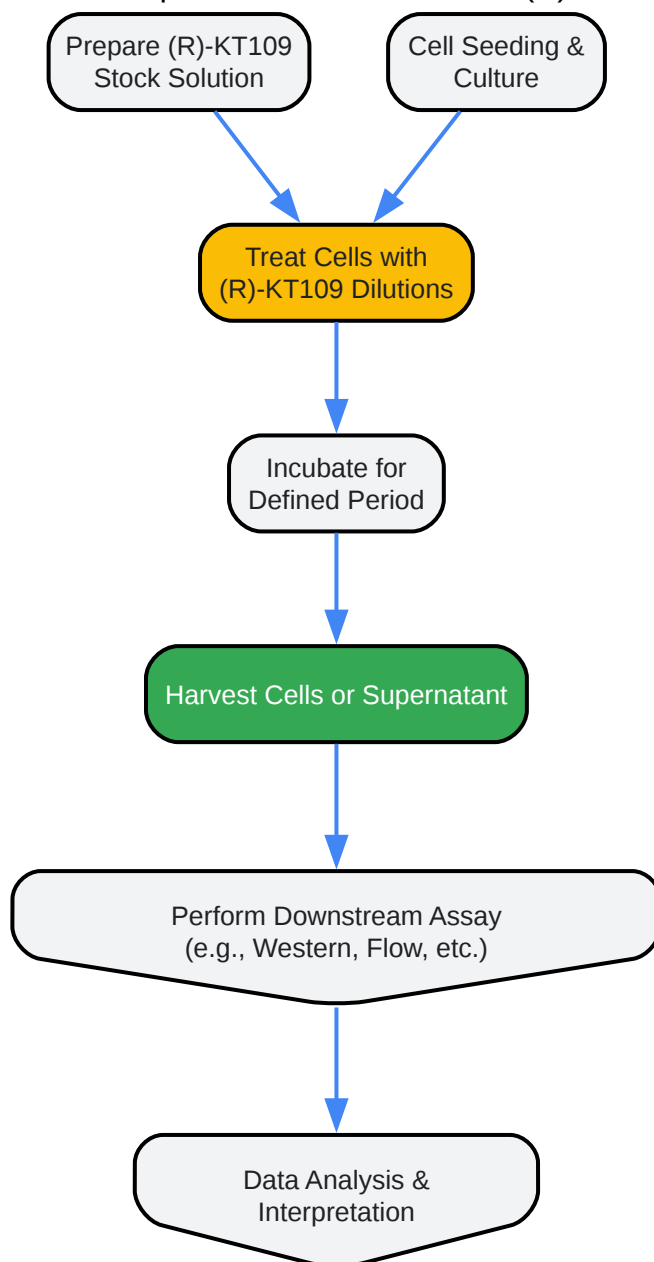 Prepare (R)-KT109
Stock Solution
Cell Seeding &
Culture
Treat Cells with
(R)-KT109 Dilutions
Incubate for
Defined Period
Harvest Cells or Supernatant
Perform Downstream Assay
(e.g., Western, Flow, etc.)
Data Analysis &
Interpretation